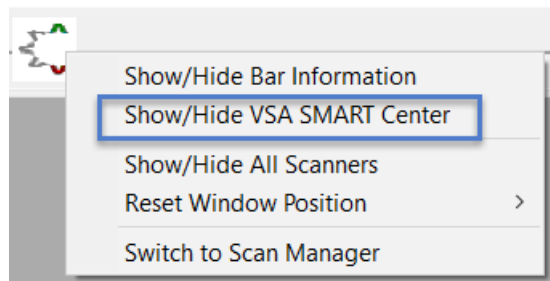 Show/Hide Bar Information
Show/Hide VSA SMART Center
Show/Hide All Scanners
Reset Window Position
Switch to Scan Manager